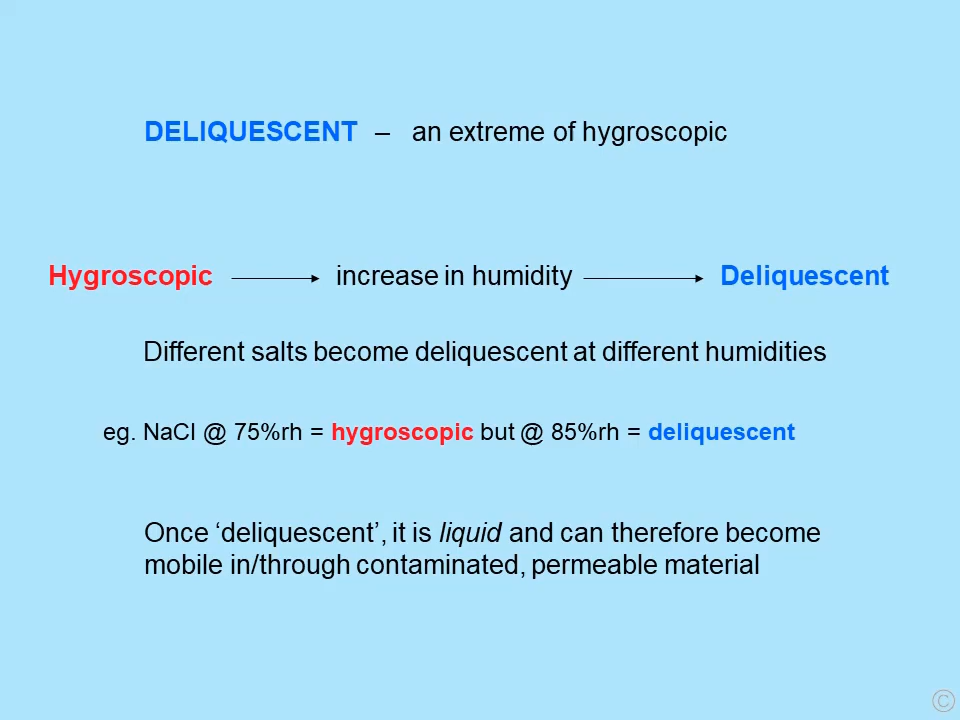 DELIQUESCENT – an extreme of hygroscopic
Hygroscopic increase in humidity Deliquescent
Different salts become deliquescent at different humidities
eg. NaCl @ 75%rh = hygroscopic but @ 85%rh = deliquescent
Once ‘deliquescent’, it is liquid and can therefore become
mobile in/through contaminated, permeable material
©